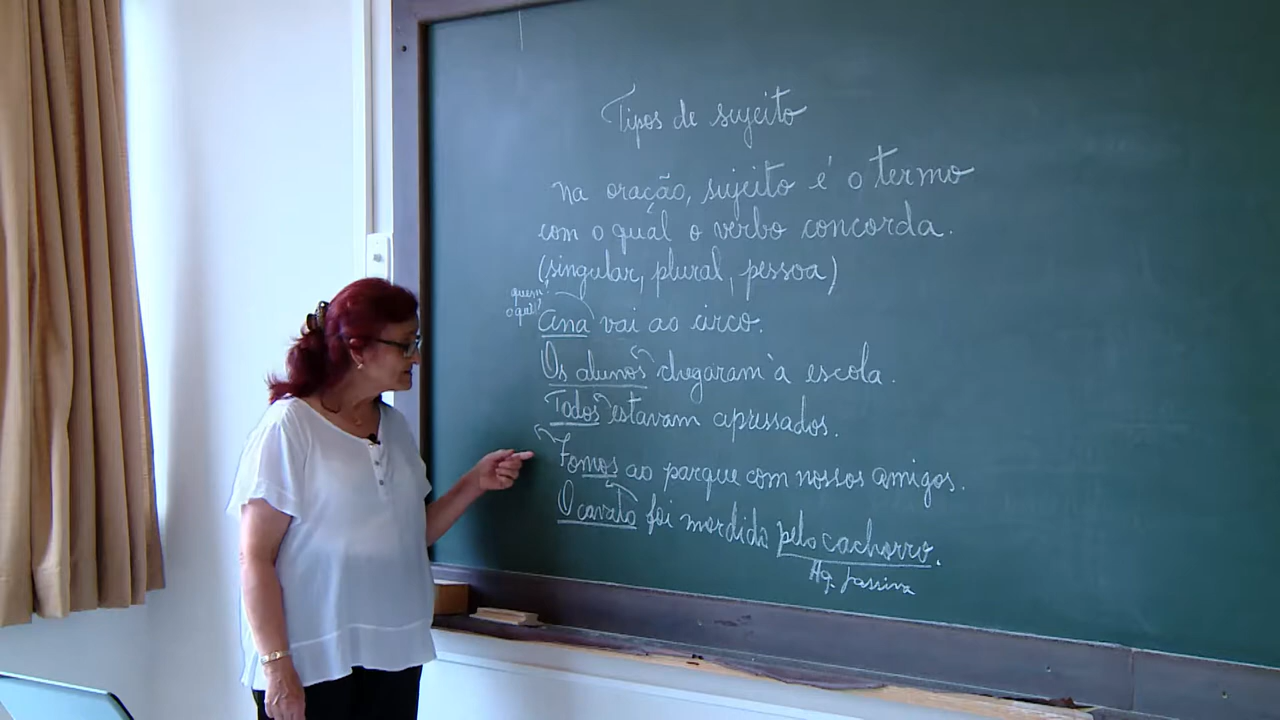 Tipos de sujeito
Na oração, sujeito é o termo
com o qual o verbo concorda.
(singular, plural, pessoa)
quem?
o quê?
Ana vai ao circo.
Os alunos chegaram à escola.
Todos estavam apressados.
Fomos ao parque com nossos amigos.
O cavalo foi mordido pelo cachorro.
Ag. passiva